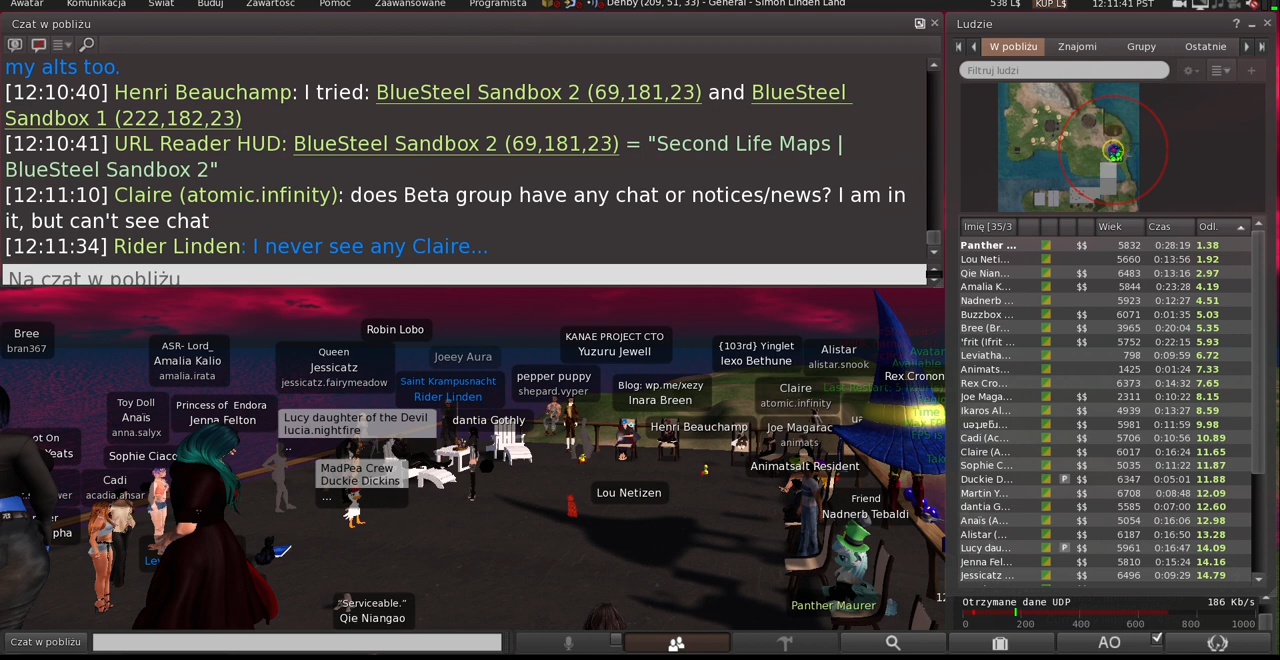 Awatar Komunikacja Świat Buduj Zawartość Pomoc Zaawansowane Programista Denby (209, 51, 33) - General - Simon Linden Land 538 L$ KUP L$ 12:11:41 PST
Czat w pobliżu
my alts too.
[12:10:40] Henri Beauchamp: I tried: BlueSteel Sandbox 2 (69,181,23) and BlueSteel
Sandbox 1 (222,182,23)
[12:10:41] URL Reader HUD: BlueSteel Sandbox 2 (69,181,23) = "Second Life Maps |
BlueSteel Sandbox 2"
[12:11:10] Claire (atomic.infinity): does Beta group have any chat or notices/news? I am in
it, but can't see chat
[12:11:34] Rider Linden: I never see any Claire...
Na czat w pobliżu
Bree
bran367
ASR- Lord_
Amalia Kalio
amalia.irata
Queen
Jessicatz
jessicatz.fairymeadow
Robin Lobo
Joeey Aura
Saint Krampusnacht
Rider Linden
pepper puppy
shepard.vyper
KANAE PROJECT CTO
Yuzuru Jewell
Blog: wp.me/xezy
Inara Breen
{103rd} Yinglet
Iexo Bethune
Alistar
alistar.snook
Rex Cronon
Claire
atomic.infinity
Toy Doll
Anaïs
anna.salyx
Princess of Endora
Jenna Felton
Lucy daughter of the Devil
lucia.nightfire
..
dantia Gothly
Henri Beauchamp
Joe Magarac
animats
ot On
Yeats
Sophie Ciaco
Cadi
acadia.ahsar
MadPea Crew
Duckie Dickins
...
Animatsalt Resident
Lou Netizen
Friend
Nadnerb Tebaldi
pha
Le
"Serviceable."
Qie Niangao
Panther Maurer
12
Czat w pobliżu
AO
Ludzie
? _ ×
W pobliżu Znajomi Grupy Ostatnie
Filtruj ludzi
Imię [35/3 Wiek Czas Odl.
Panther ... $$ 5832 0:28:19 1.38
Lou Neti... 5660 0:13:56 1.92
Qie Nian... $$ 6483 0:13:16 2.97
Amalia K... $$ 5844 0:23:28 4.19
Nadnerb ... 5923 0:12:27 4.51
Buzzbox ... $$ 6071 0:01:35 5.03
Bree (Br... $$ 3965 0:20:04 5.35
'frit (Ifrit ... $$ 5752 0:22:15 5.93
Leviatha... 798 0:09:59 6.72
Animats... 1425 0:01:24 7.33
Rex Cro... $$ 6373 0:14:32 7.65
Joe Maga... $$ 2311 0:10:22 8.15
Ikaros Al... $$ 4939 0:13:27 8.59
$$ 5981 0:11:59 9.98
Cadi (Ac... $$ 5706 0:10:56 10.89
Claire (A... $$ 6017 0:16:24 11.65
Sophie C... $$ 5035 0:11:22 11.87
Duckie D... P $$ 6347 0:05:01 11.88
Martin Y... $$ 6708 0:08:48 12.09
dantia G... $$ 5585 0:07:00 12.60
Anaïs (A... $$ 5054 0:16:06 12.98
Alistar (... $$ 6187 0:16:50 13.28
Lucy dau... P $$ 5961 0:16:47 14.09
Jenna Fel... $$ 5810 0:15:24 14.16
Jessicatz ... $$ 6496 0:09:29 14.79
Otrzymane dane UDP 186 Kb/s
0 200 400 600 800 1000